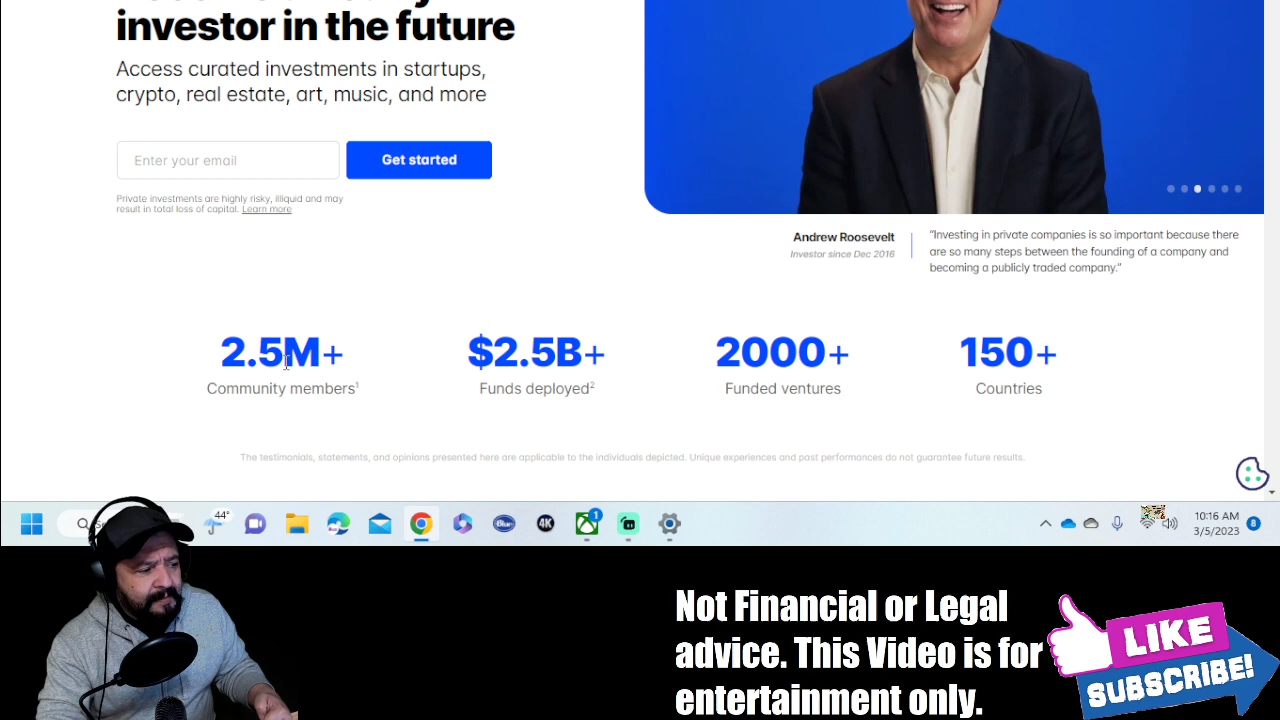 investor in the future
Access curated investments in startups,
crypto, real estate, art, music, and more
Enter your email
Get started
Private investments are highly risky, illiquid and may
result in total loss of capital. Learn more
Andrew Roosevelt
Investor since Dec 2016
“Investing in private companies is so important because there
are so many steps between the founding of a company and
becoming a publicly traded company.”
2.5M+
Community members1
$2.5B+
Funds deployed2
2000+
Funded ventures
150+
Countries
The testimonials, statements, and opinions presented here are applicable to the individuals depicted. Unique experiences and past performances do not guarantee future results.
44°
4K
1
10:16 AM
3/5/2023
8
Not Financial or Legal
advice. This Video is for
entertainment only.
LIKE
SUBSCRIBE!